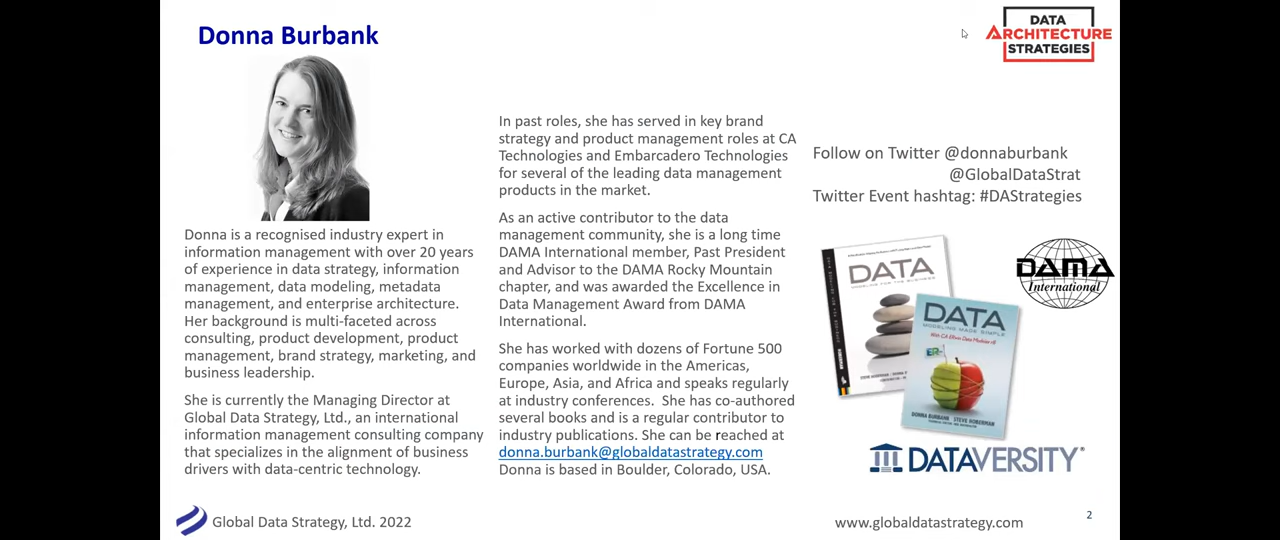 Donna Burbank
DATA
ARCHITECTURE
STRATEGIES
Donna is a recognised industry expert in
information management with over 20 years
of experience in data strategy, information
management, data modeling, metadata
management, and enterprise architecture.
Her background is multi-faceted across
consulting, product development, product
management, brand strategy, marketing, and
business leadership.
She is currently the Managing Director at
Global Data Strategy, Ltd., an international
information management consulting company
that specializes in the alignment of business
drivers with data-centric technology.
In past roles, she has served in key brand
strategy and product management roles at CA
Technologies and Embarcadero Technologies
for several of the leading data management
products in the market.
As an active contributor to the data
management community, she is a long time
DAMA International member, Past President
and Advisor to the DAMA Rocky Mountain
chapter, and was awarded the Excellence in
Data Management Award from DAMA
International.
She has worked with dozens of Fortune 500
companies worldwide in the Americas,
Europe, Asia, and Africa and speaks regularly
at industry conferences. She has co-authored
several books and is a regular contributor to
industry publications. She can be reached at
donna.burbank@globaldatastrategy.com
Donna is based in Boulder, Colorado, USA.
Follow on Twitter @donnaburbank
@GlobalDataStrat
Twitter Event hashtag: #DAStrategies
DATA
MODELING FOR THE BUSINESS
DATA
MODELING MADE SIMPLE
DONNA BURBANK STEVE HOBERMAN
DAMA
International
DATAVERSITY®
Global Data Strategy, Ltd. 2022
www.globaldatastrategy.com
2